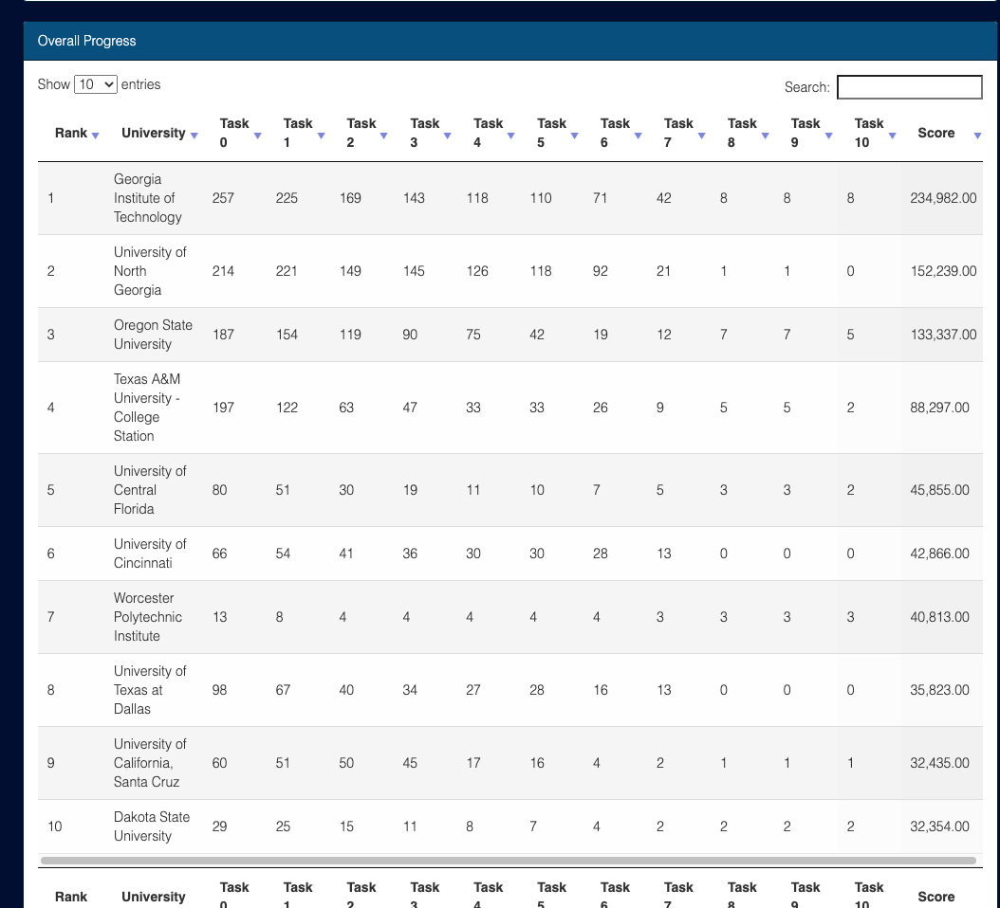 Overall Progress
Show 10 entries
Search:
Rank University Task 0 Task 1 Task 2 Task 3 Task 4 Task 5 Task 6 Task 7 Task 8 Task 9 Task 10 Score
1 Georgia Institute of Technology 257 225 169 143 118 110 71 42 8 8 8 234,982.00
2 University of North Georgia 214 221 149 145 126 118 92 21 1 1 0 152,239.00
3 Oregon State University 187 154 119 90 75 42 19 12 7 7 5 133,337.00
4 Texas A&M University - College Station 197 122 63 47 33 33 26 9 5 5 2 88,297.00
5 University of Central Florida 80 51 30 19 11 10 7 5 3 3 2 45,855.00
6 University of Cincinnati 66 54 41 36 30 30 28 13 0 0 0 42,866.00
7 Worcester Polytechnic Institute 13 8 4 4 4 4 4 3 3 3 3 40,813.00
8 University of Texas at Dallas 98 67 40 34 27 28 16 13 0 0 0 35,823.00
9 University of California, Santa Cruz 60 51 50 45 17 16 4 2 1 1 1 32,435.00
10 Dakota State University 29 25 15 11 8 7 4 2 2 2 2 32,354.00
Rank University Task 0 Task 1 Task 2 Task 3 Task 4 Task 5 Task 6 Task 7 Task 8 Task 9 Task 10 Score